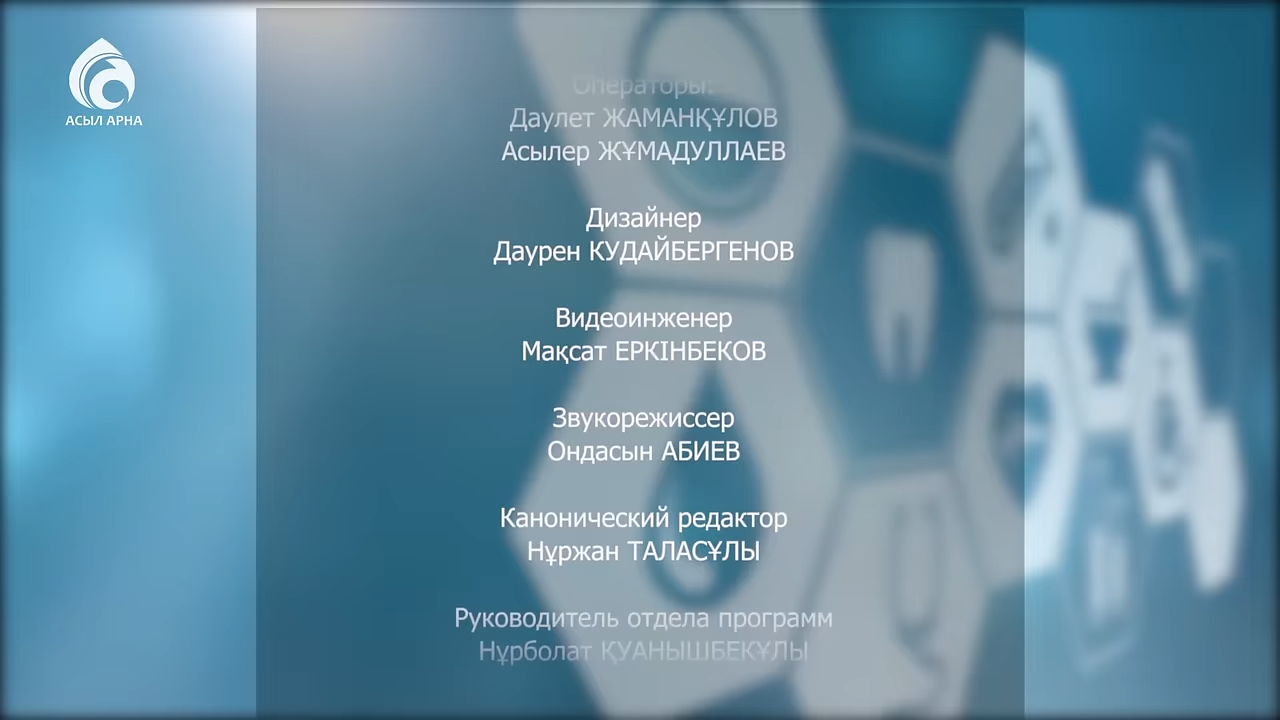 АСЫЛ АРНА
Операторы:
Даулет ЖАМАНҚҰЛОВ
Асылер ЖҰМАДУЛЛАЕВ
Дизайнер
Даурен КУДАЙБЕРГЕНОВ
Видеоинженер
Мақсат ЕРКІНБЕКОВ
Звукорежиссер
Ондасын АБИЕВ
Канонический редактор
Нұржан ТАЛАСҰЛЫ
Руководитель отдела программ
Нұрболат ҚУАНЫШБЕКҰЛЫ